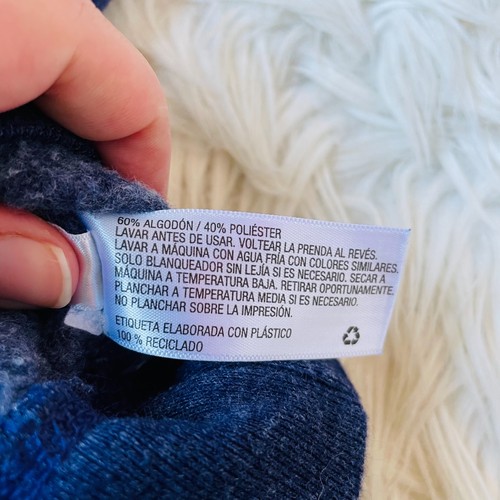 60% ALGODÓN / 40% POLIÉSTER
LAVAR ANTES DE USAR. VOLTEAR LA PRENDA AL REVÉS.
LAVAR A MÁQUINA CON AGUA FRÍA CON COLORES SIMILARES.
SOLO BLANQUEADOR SIN LEJÍA SI ES NECESARIO. SECAR A
MÁQUINA A TEMPERATURA BAJA. RETIRAR OPORTUNAMENTE.
PLANCHAR A TEMPERATURA MEDIA SI ES NECESARIO.
NO PLANCHAR SOBRE LA IMPRESIÓN.
ETIQUETA ELABORADA CON PLÁSTICO
100 % RECICLADO